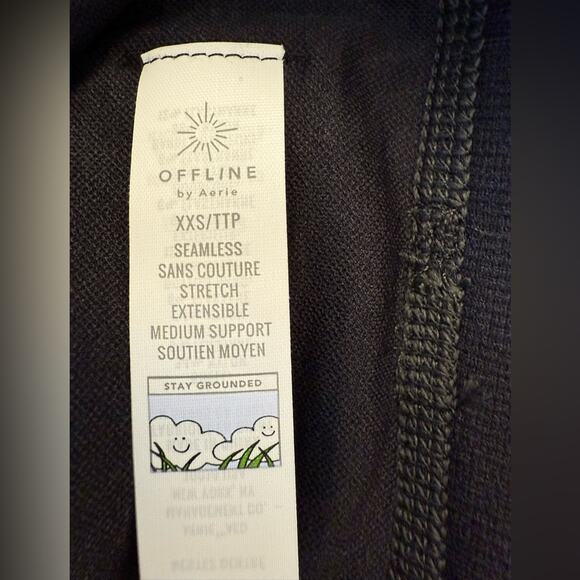 OFFLINE
by Aerie
XXS/TTP
SEAMLESS
SANS COUTURE
STRETCH
EXTENSIBLE
MEDIUM SUPPORT
SOUTIEN MOYEN
STAY GROUNDED